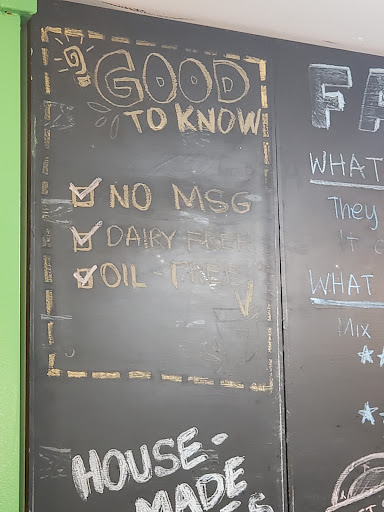 GOOD
TO KNOW
NO MSG
DAIRY FREE
OIL-FREE
HOUSE-
MADE
WHAT
They
WHAT
Mix